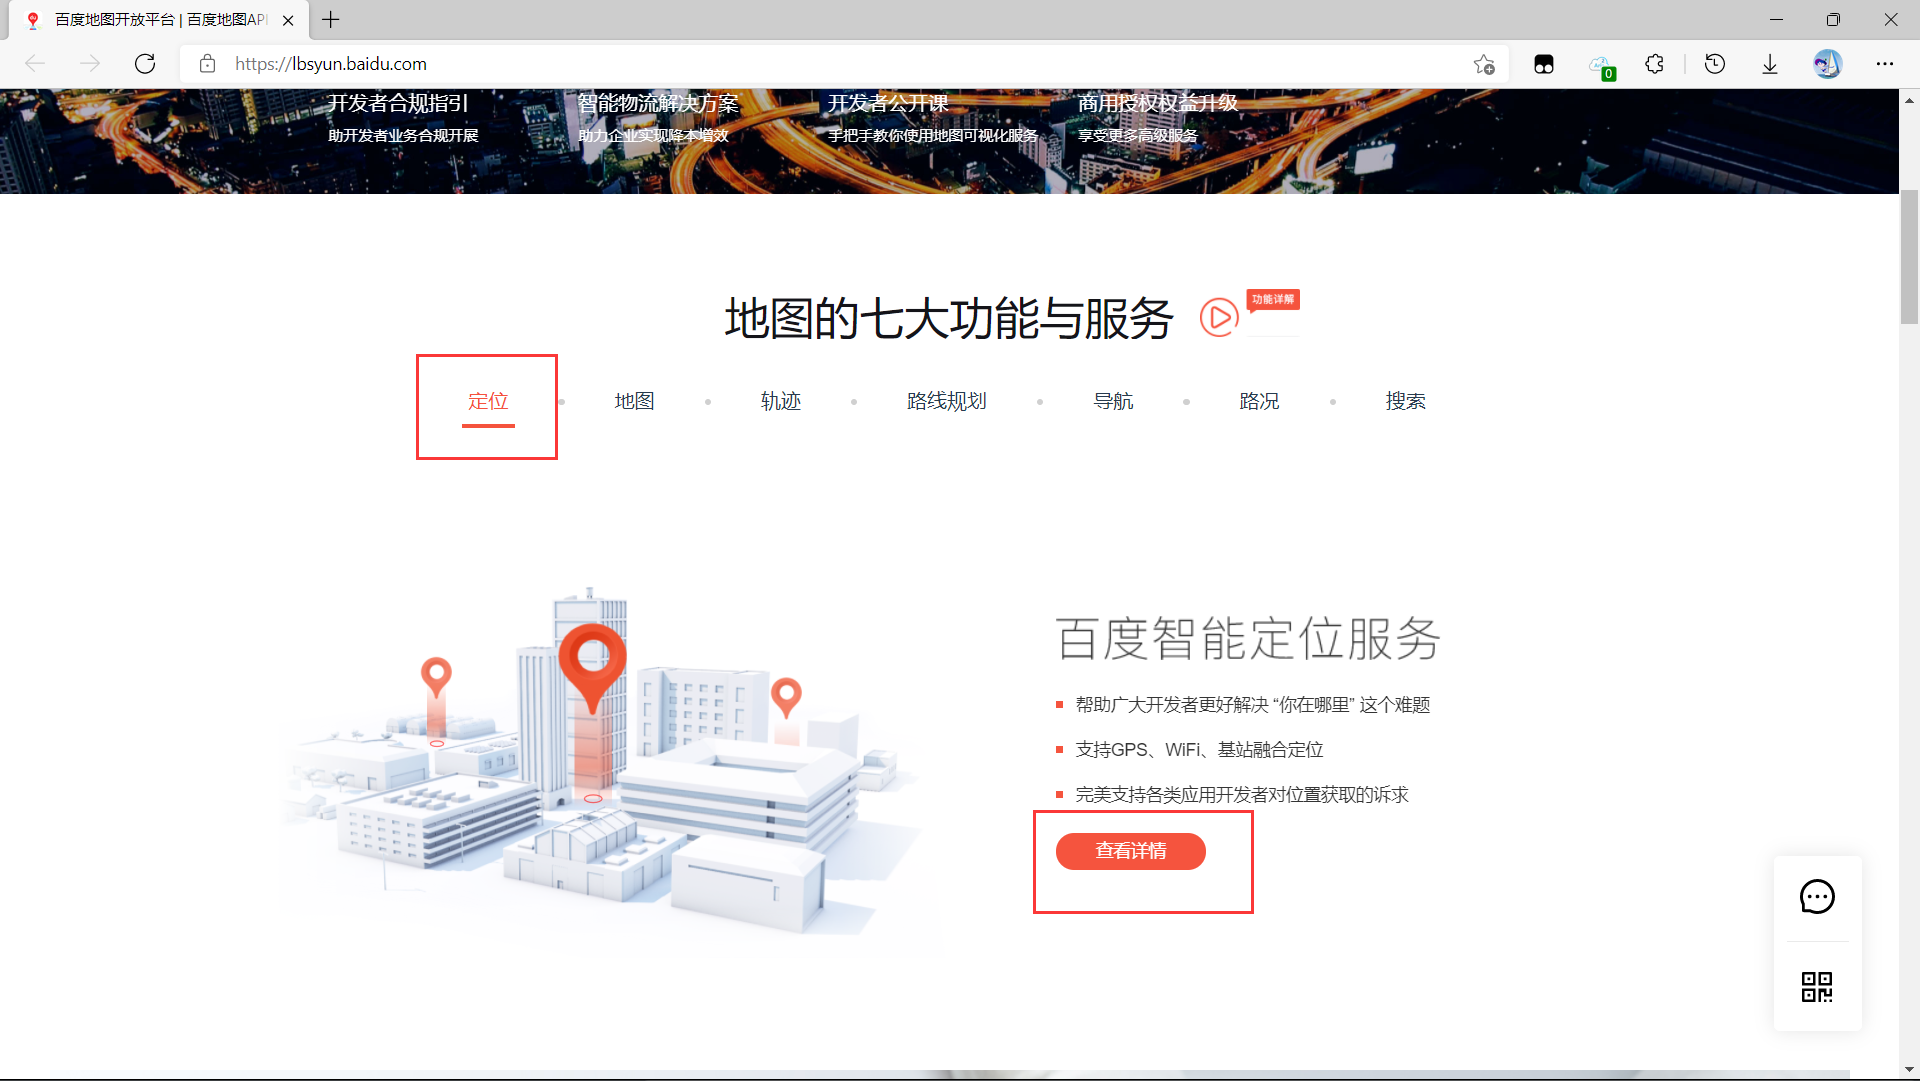 百度地图开放平台 | 百度地图API
https://lbsyun.baidu.com
0
开发者合规指引
智能物流解决方案
开发者公开课
商用授权权益升级
助开发者业务合规开展
助力企业实现降本增效
手把手教你使用地图可视化服务
享受更多高级服务
地图的七大功能与服务
功能详解
定位
地图
轨迹
路线规划
导航
路况
搜索
百度智能定位服务
帮助广大开发者更好解决 “你在哪里” 这个难题
支持GPS、WiFi、基站融合定位
完美支持各类应用开发者对位置获取的诉求
查看详情